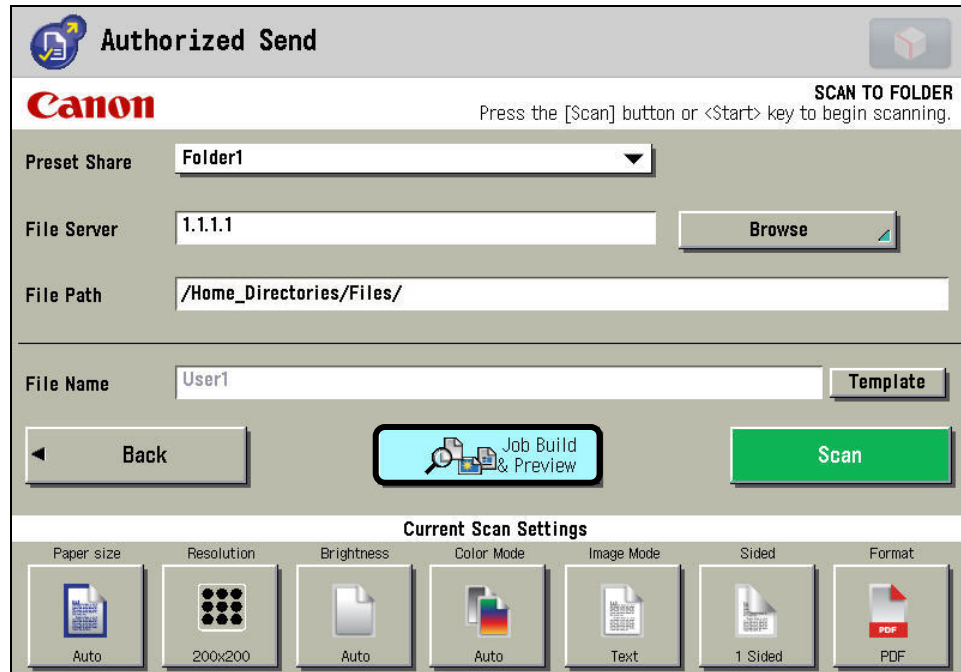 Authorized Send
Canon
SCAN TO FOLDER
Press the [Scan] button or <Start> key to begin scanning.
Preset Share
Folder1
File Server
1.1.1.1
Browse
File Path
/Home_Directories/Files/
File Name
User1
Template
Back
Job Build
& Preview
Scan
Current Scan Settings
Paper size Resolution Brightness Color Mode Image Mode Sided Format
PDF
Auto 200x200 Auto Auto Text 1 Sided PDF